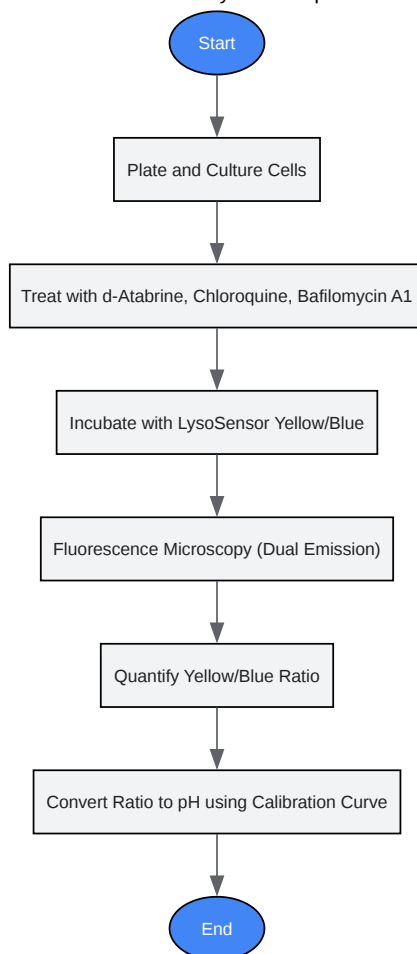 Start
Plate and Culture Cells
Treat with d-Atabrine, Chloroquine, Bafilomycin A1
Incubate with LysoSensor Yellow/Blue
Fluorescence Microscopy (Dual Emission)
Quantify Yellow/Blue Ratio
Convert Ratio to pH using Calibration Curve
End